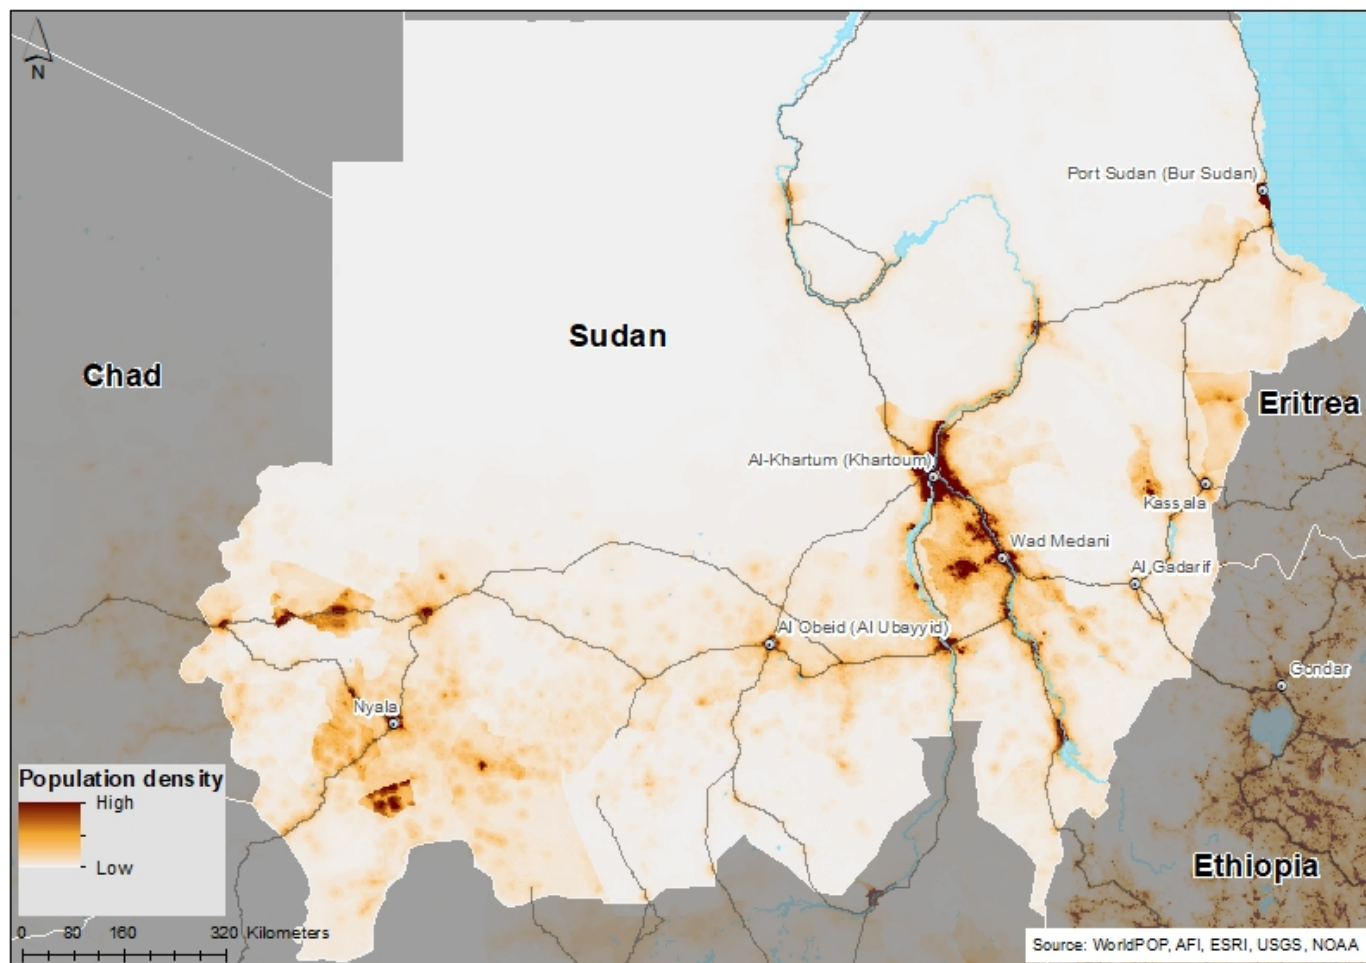 N
Port Sudan (Bur Sudan)
Sudan
Chad
Eritrea
Al-Khartum (Khartoum)
Kassala
Wad Medani
Al Gadarif
Al Obeid (Al Ubayyid)
Gondar
Nyala
Population density
High
Low
Ethiopia
0 80 160 320 Kilometers
Source: WorldPOP, AFI, ESRI, USGS, NOAA